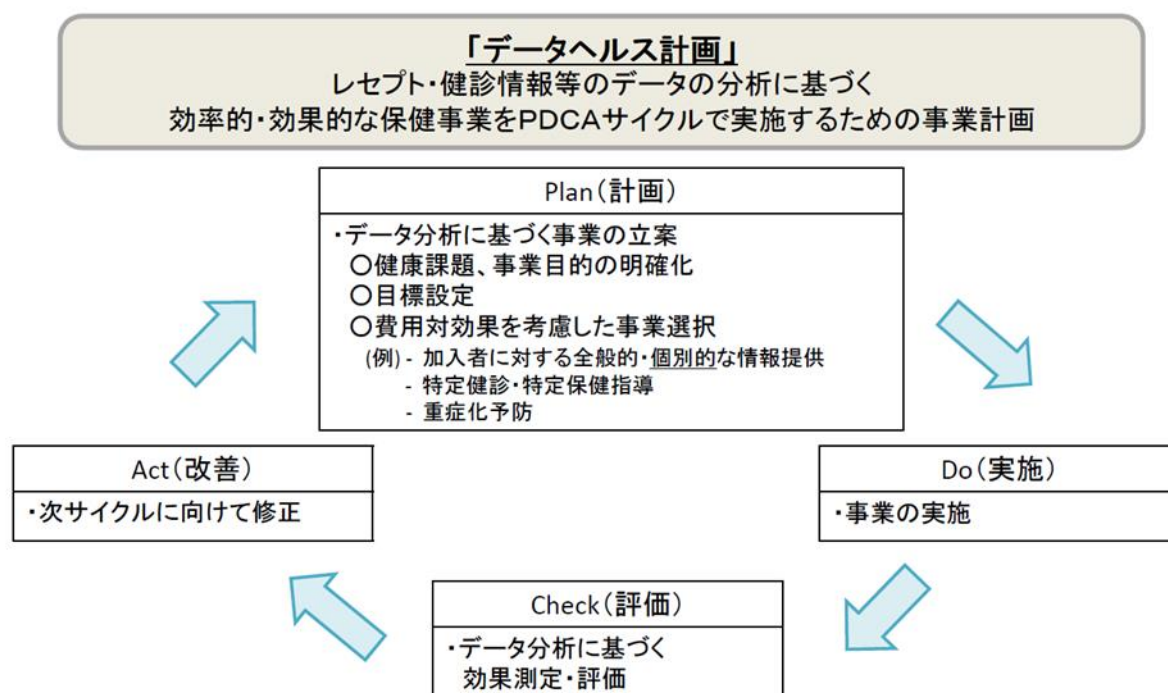 「データヘルス計画」
レセプト・健診情報等のデータの分析に基づく
効率的・効果的な保健事業をPDCAサイクルで実施するための事業計画
Plan(計画)
・データ分析に基づく事業の立案
○健康課題、事業目的の明確化
○目標設定
○費用対効果を考慮した事業選択
(例) - 加入者に対する全般的・個別的な情報提供
- 特定健診・特定保健指導
- 重症化予防
Act(改善)
・次サイクルに向けて修正
Do(実施)
・事業の実施
Check(評価)
・データ分析に基づく
効果測定・評価